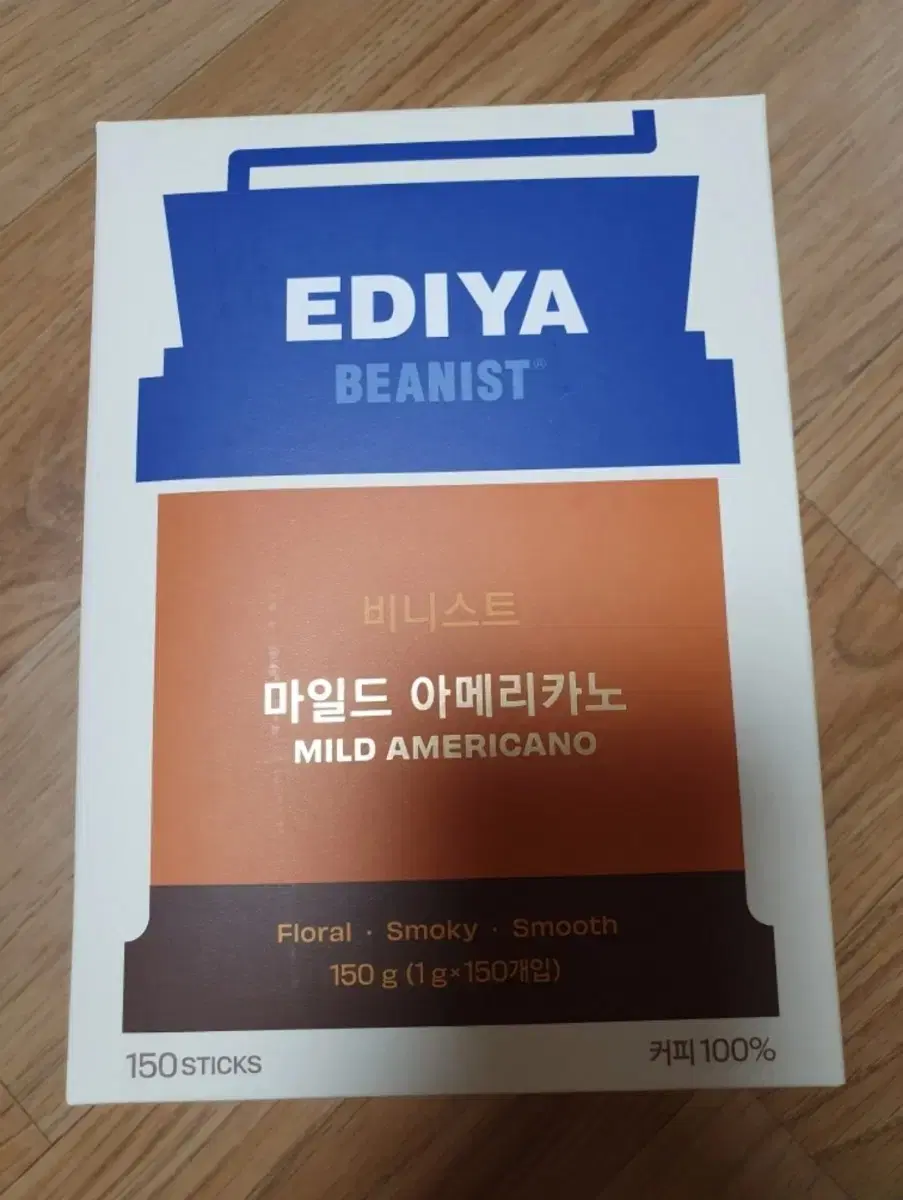 EDIYA
BEANIST®
비니스트
마일드 아메리카노
MILD AMERICANO
Floral · Smoky · Smooth
150 g (1 g×150개입)
150 STICKS
커피 100%